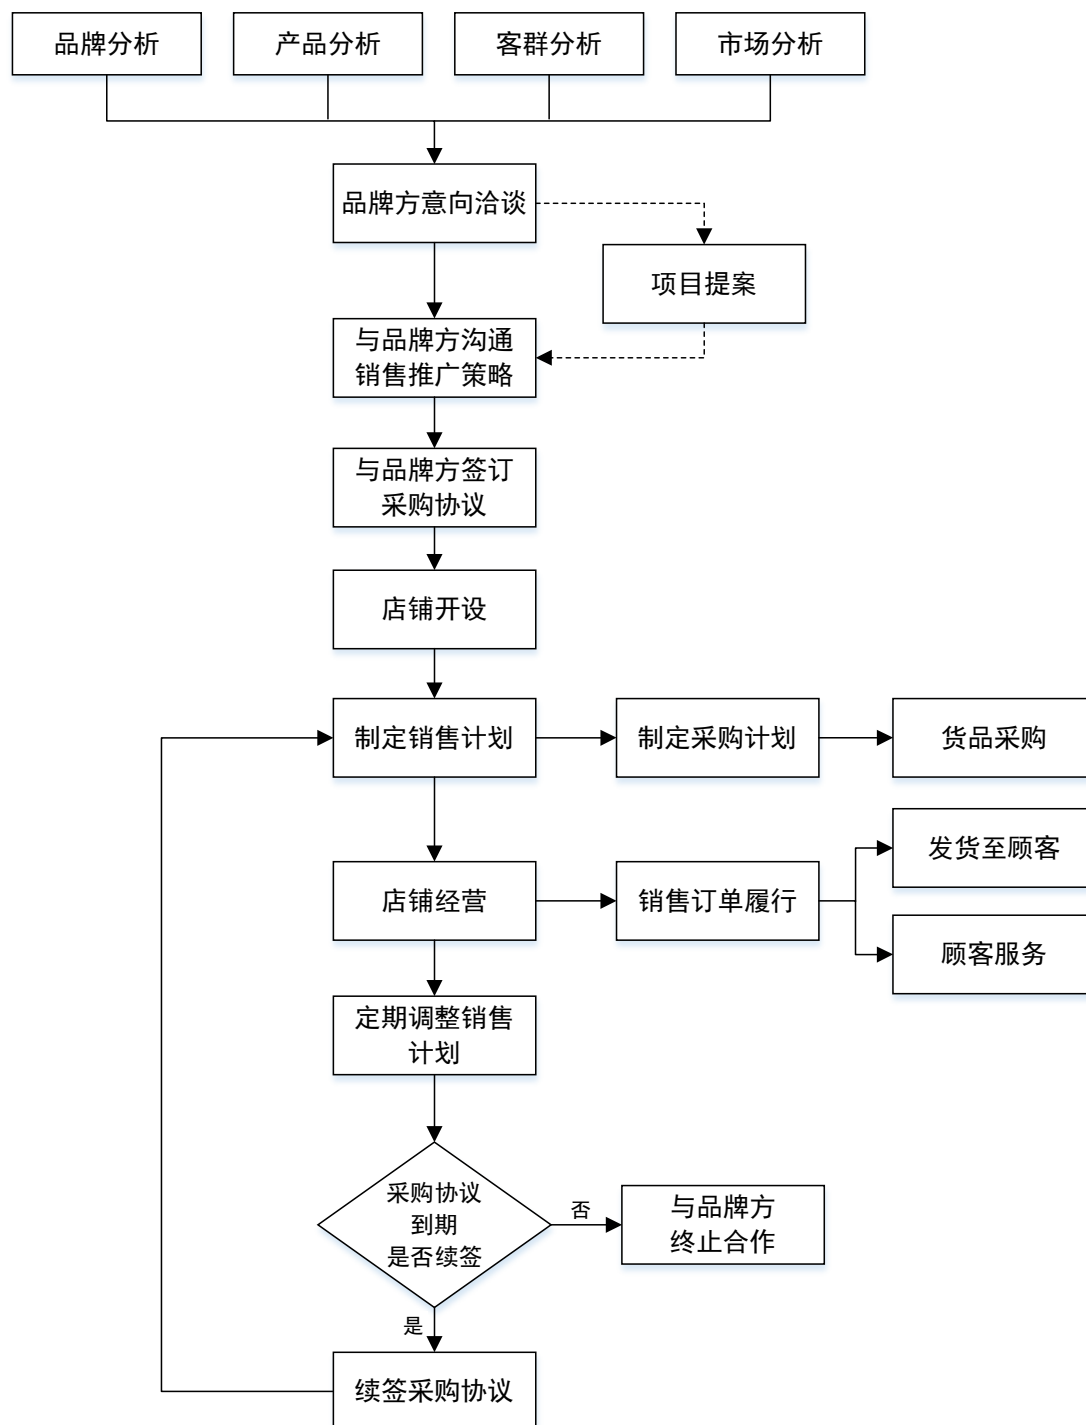 品牌分析
产品分析
客群分析
市场分析
品牌方意向洽谈
项目提案
与品牌方沟通
销售推广策略
与品牌方签订
采购协议
店铺开设
制定销售计划
制定采购计划
货品采购
发货至顾客
店铺经营
销售订单履行
顾客服务
定期调整销售
计划
采购协议
到期
是否续签
否
与品牌方
终止合作
是
续签采购协议